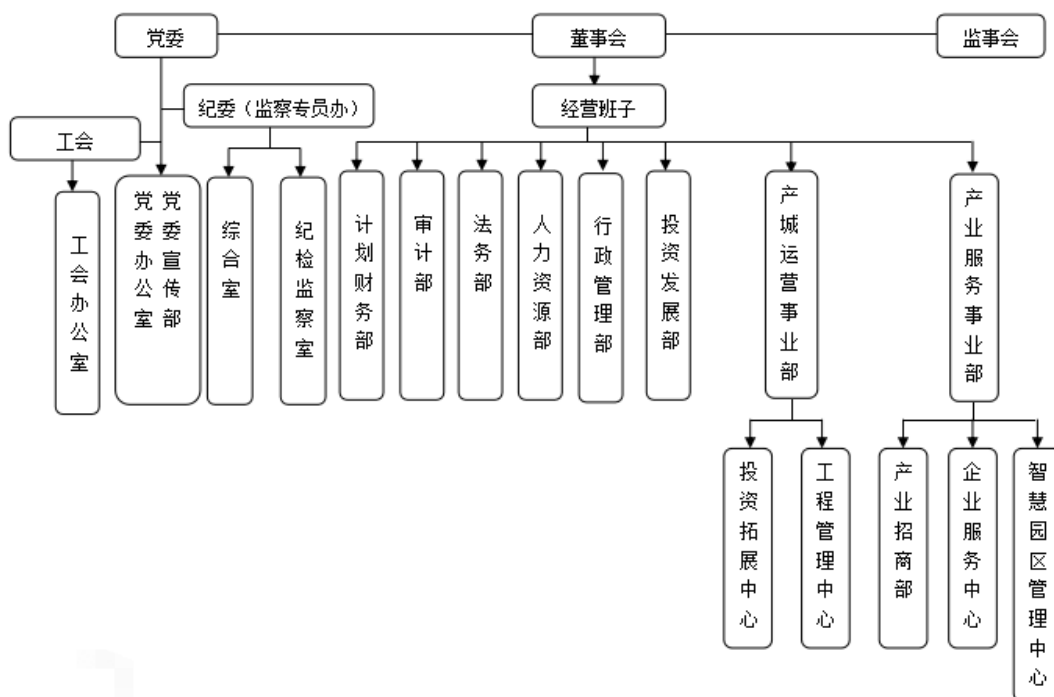 党委
董事会
监事会
纪委（监察专员办）
经营班子
工会
工会办公室
党委办公室
党委宣传部
综合室
纪检监察室
计划财务部
审计部
法务部
人力资源部
行政管理部
投资发展部
产城运营事业部
产业服务事业部
投资拓展中心
工程管理中心
产业招商部
企业服务中心
智慧园区管理中心